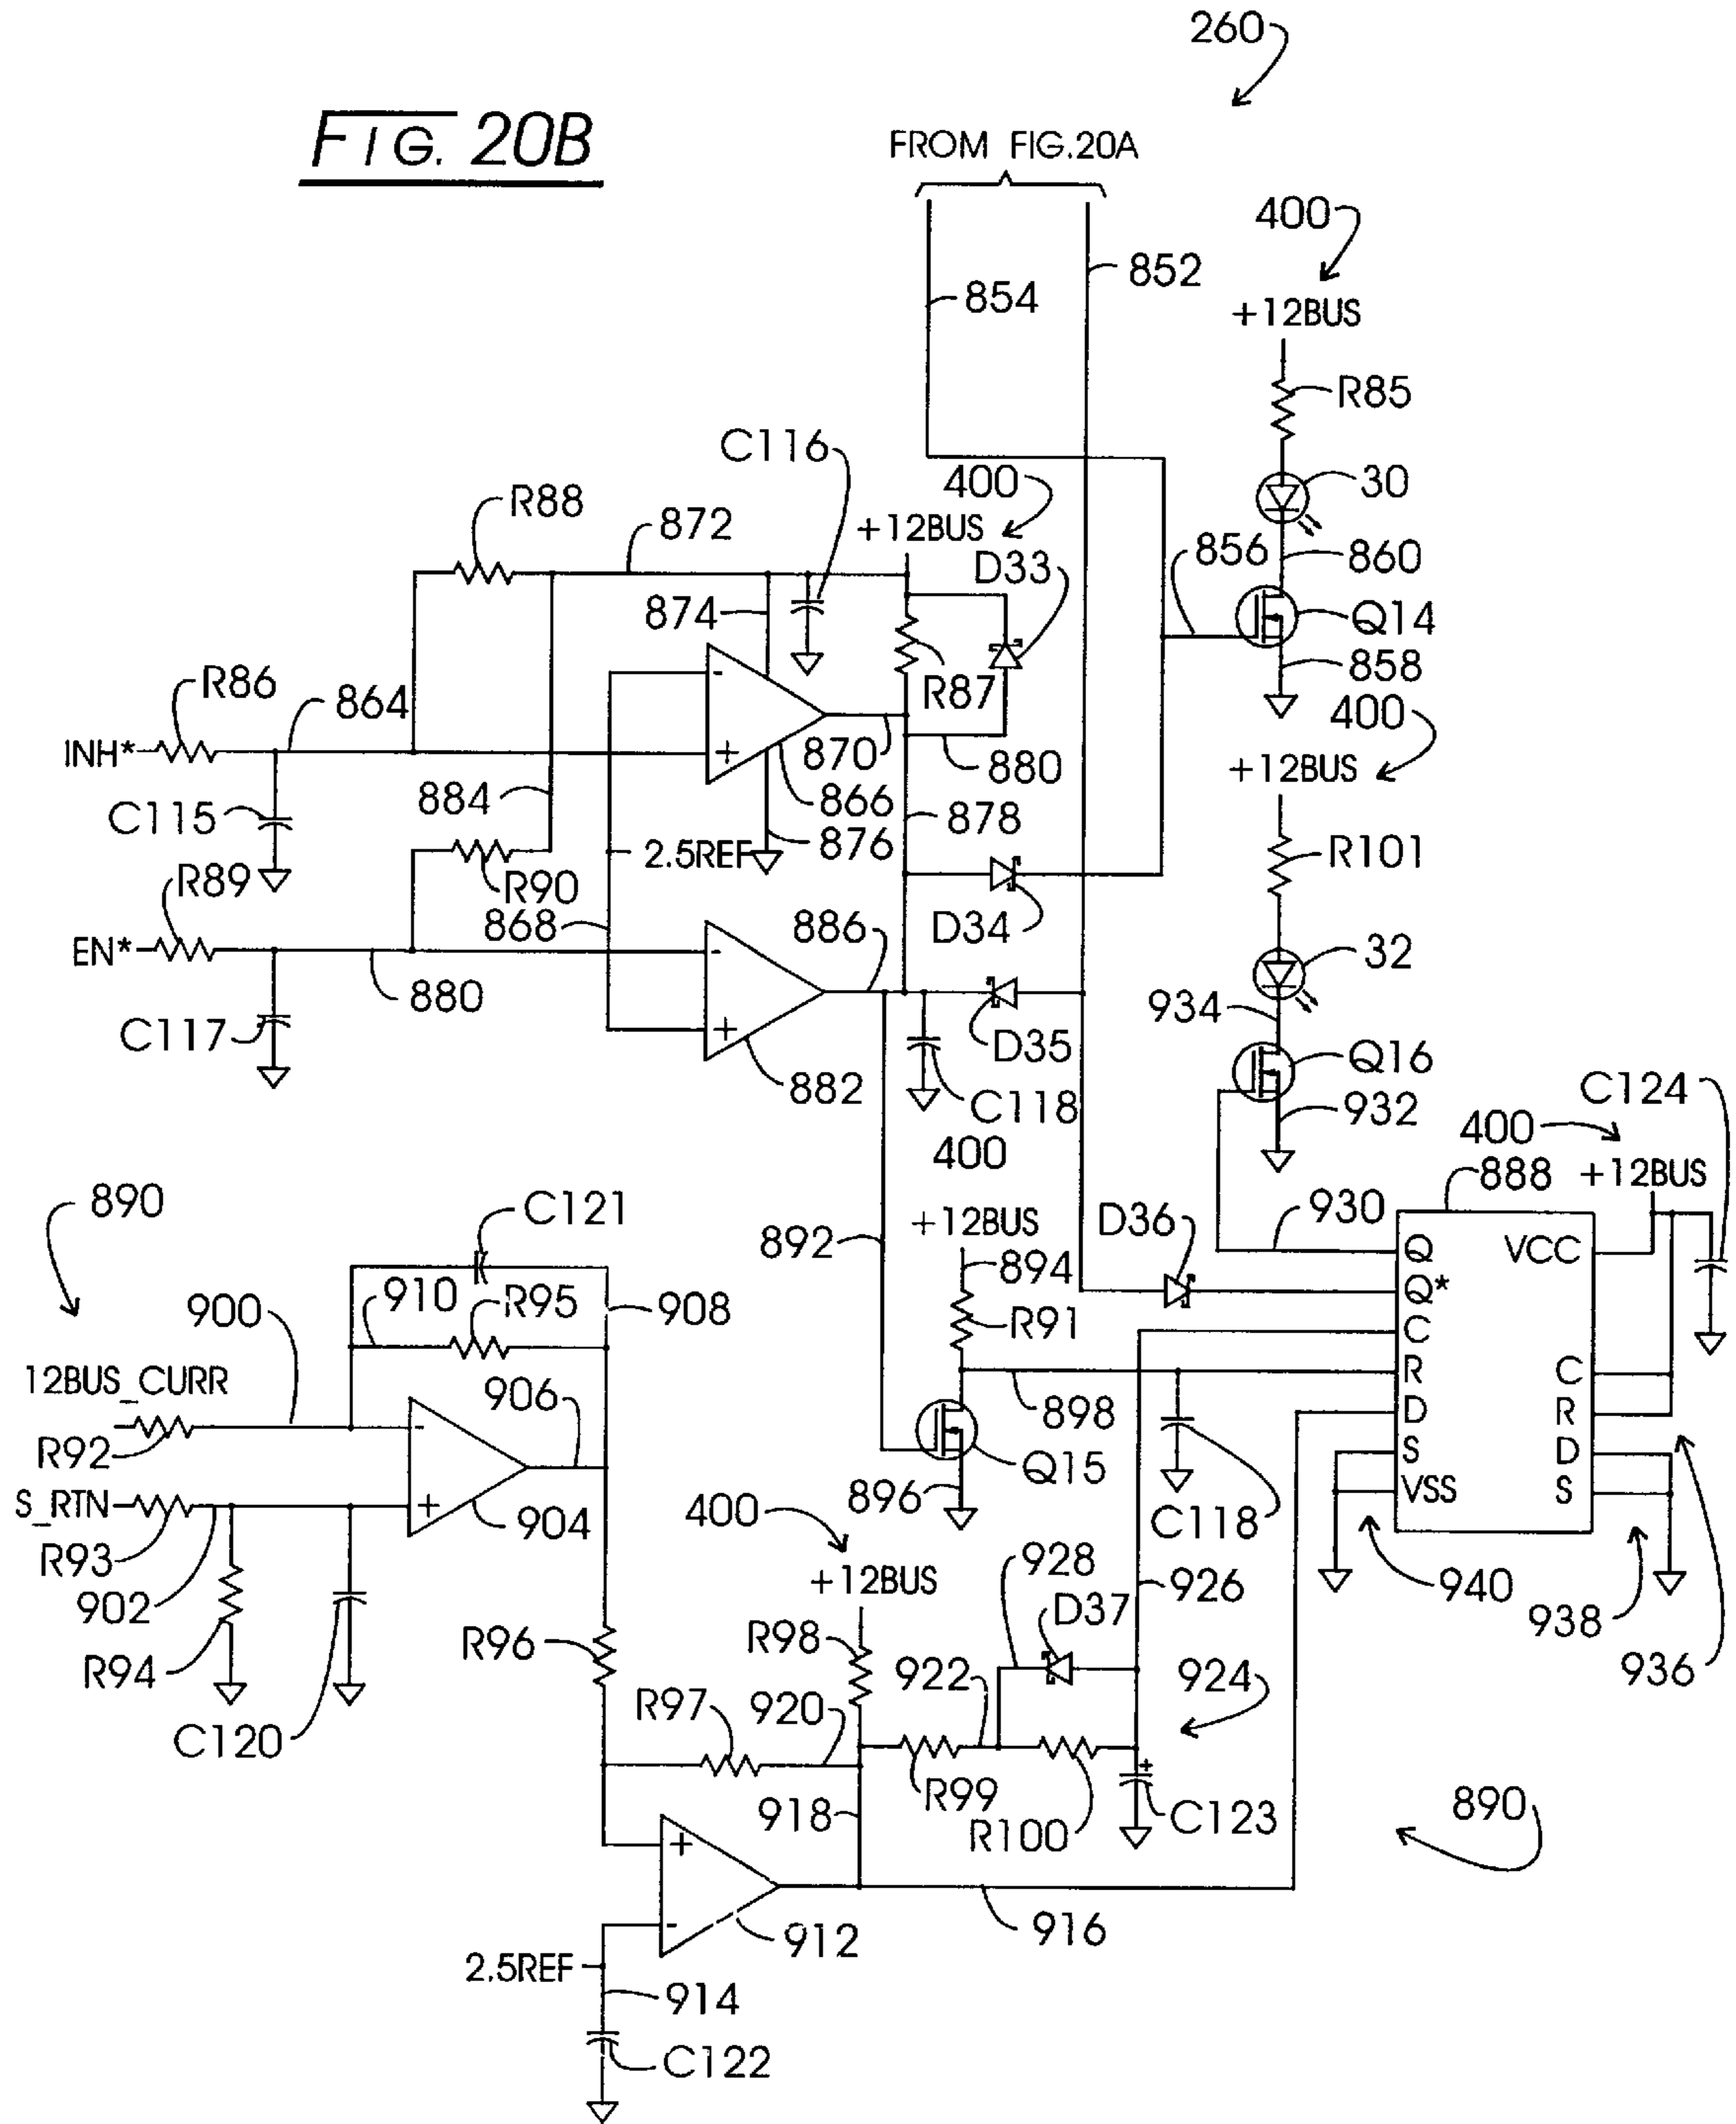 260
FIG. 20B
FROM FIG.20A
400
852
854
+12BUS
R85
C116
400
30
R88
872
+12BUS
856
860
D33
874
Q14
R86
864
R87
858
400
INH*
870
880
+12BUS
C115
884
866
878
876
2.5REF
R101
R89
R90
868
886
D34
EN*
880
32
934
C117
D35
Q16
882
C118
932
C124
400
400
890
888
+12BUS
C121
+12BUS
D36
930
892
Q
VCC
894
910
R95
908
Q*
900
R91
C
12BUS_CURR
906
R
C
898
D
R
R92
Q15
S
D
S_RTN
896
VSS
S
904
400
C118
R93
928
940
902
+12BUS
D37
926
938
R96
R98
R94
922
924
936
R97
920
C120
R99
+
918
R100
C123
890
+
-
912
916
2.5REF
914
C122
-
+
-
+
-
+